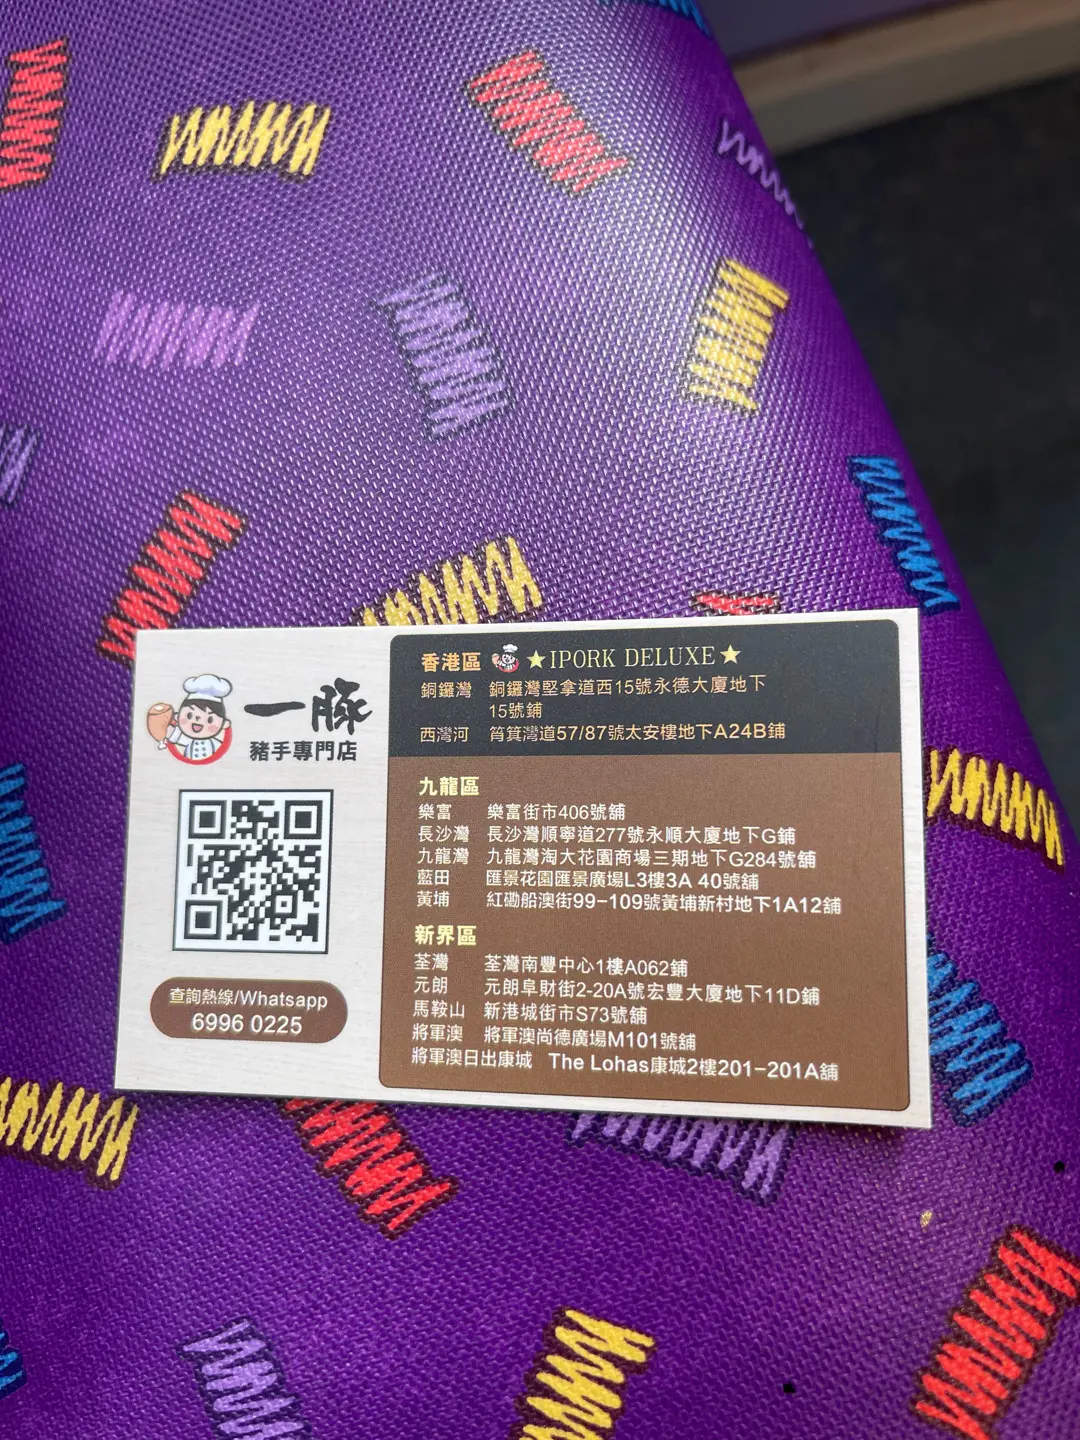 一豚
豬手專門店
查詢熱線/Whatsapp
6996 0225
香港區 ★IPORK DELUXE★
銅鑼灣 銅鑼灣堅拿道西15號永德大廈地下
15號鋪
西灣河 筲箕灣道57/87號太安樓地下A24B鋪
九龍區
樂富 樂富街市406號舖
長沙灣 長沙灣順寧道277號永順大廈地下G鋪
九龍灣 九龍灣淘大花園商場三期地下G284號舖
藍田 匯景花園匯景廣場L3樓3A 40號舖
黃埔 紅磡船澳街99-109號黃埔新村地下1A12舖
新界區
荃灣 荃灣南豐中心1樓A062鋪
元朗 元朗阜財街2-20A號宏豐大廈地下11D鋪
馬鞍山 新港城街市S73號舖
將軍澳 將軍澳尚德廣場M101號舖
將軍澳日出康城 The Lohas康城2樓201-201A舖